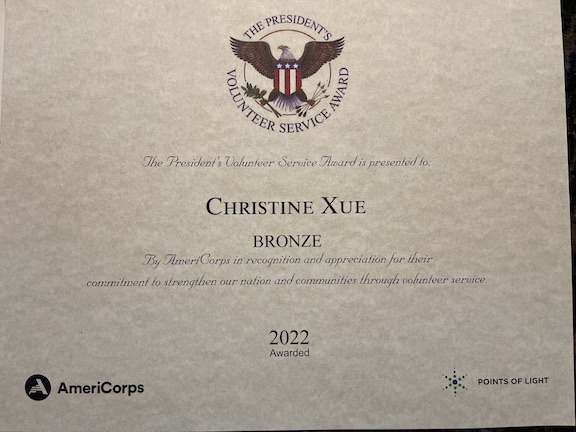 THE PRESIDENT'S
VOLUNTEER SERVICE AWARD
The President's Volunteer Service Award is presented to:
CHRISTINE XUE
BRONZE
By AmeriCorps in recognition and appreciation for their
commitment to strengthen our nation and communities through volunteer service.
2022
Awarded
AmeriCorps
POINTS OF LIGHT